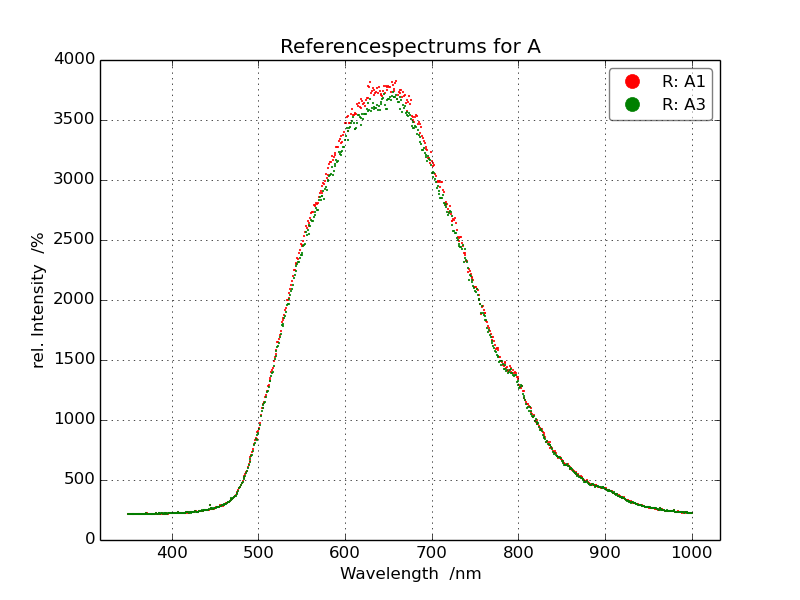 Referencespectrums for A
R: A1
R: A3
4000
3500
3000
2500
2000
1500
1000
500
0
rel. Intensity /%
400 500 600 700 800 900 1000
Wavelength /nm